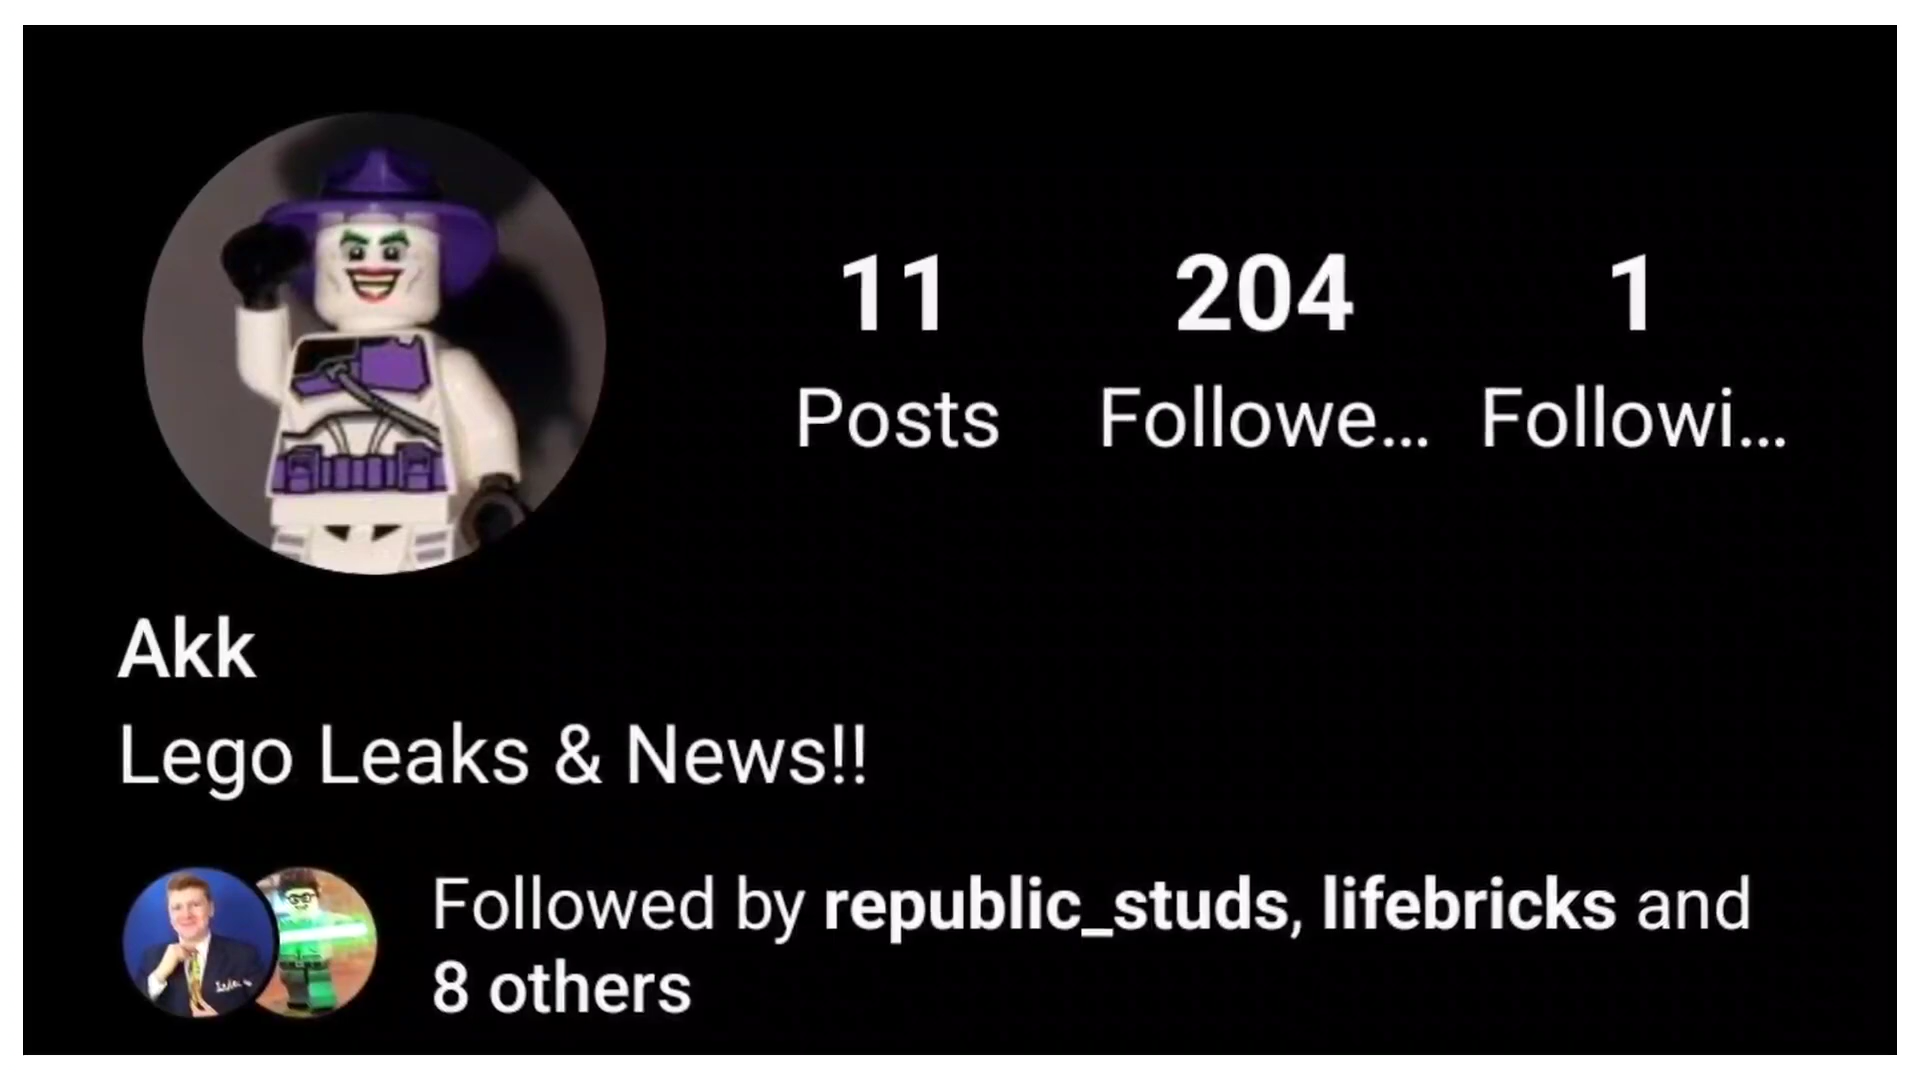 11 204 1
Posts Followe... Followi...
Akk
Lego Leaks & News!!
Followed by republic_studs, lifebricks and
8 others